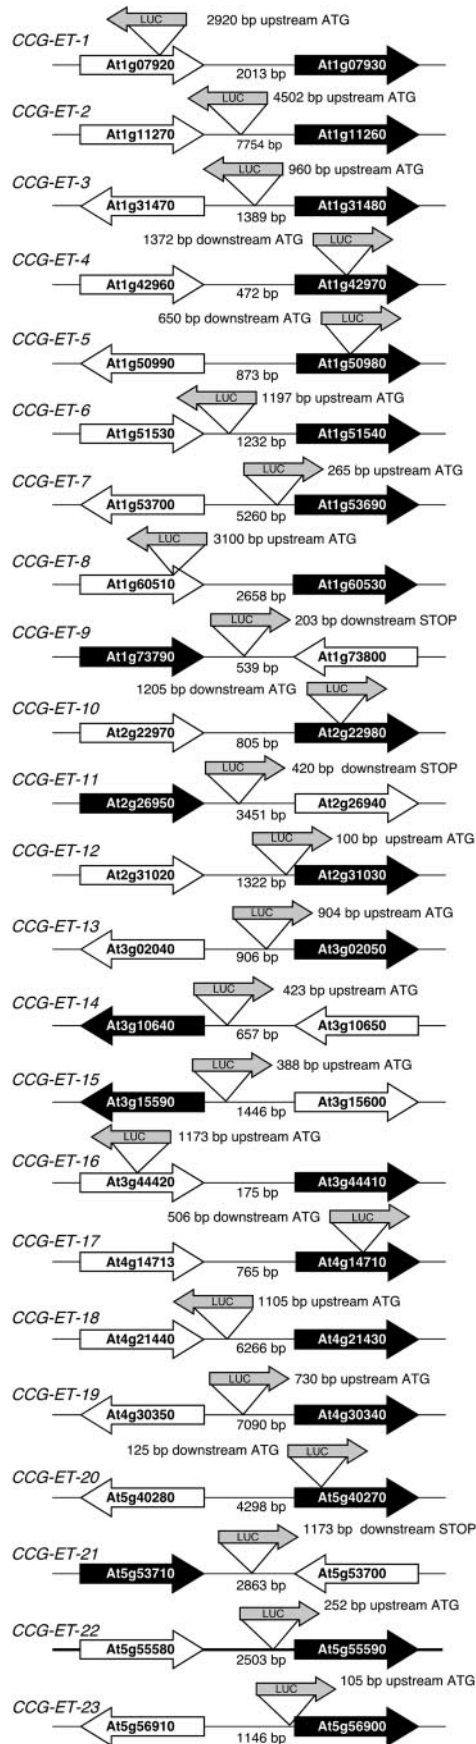 LUC 2920 bp upstream ATG
CCG-ET-1
At1g07920 At1g07930
2013 bp
CCG-ET-2
LUC 4502 bp upstream ATG
At1g11270 At1g11260
7754 bp
CCG-ET-3
LUC 960 bp upstream ATG
At1g31470 At1g31480
1389 bp
CCG-ET-4
1372 bp downstream ATG LUC
At1g42960 At1g42970
472 bp
CCG-ET-5
650 bp downstream ATG LUC
At1g50990 At1g50980
873 bp
CCG-ET-6
LUC 1197 bp upstream ATG
At1g51530 At1g51540
1232 bp
CCG-ET-7
LUC 265 bp upstream ATG
At1g53700 At1g53690
5260 bp
CCG-ET-8
LUC 3100 bp upstream ATG
At1g60510 At1g60530
2658 bp
CCG-ET-9
LUC 203 bp downstream STOP
At1g73790 At1g73800
539 bp
CCG-ET-10
1205 bp downstream ATG LUC
At2g22970 At2g22980
805 bp
CCG-ET-11
LUC 420 bp downstream STOP
At2g26950 At2g26940
3451 bp
CCG-ET-12
LUC 100 bp upstream ATG
At2g31020 At2g31030
1322 bp
CCG-ET-13
LUC 904 bp upstream ATG
At3g02040 At3g02050
906 bp
CCG-ET-14
LUC 423 bp upstream ATG
At3g10640 At3g10650
657 bp
CCG-ET-15
LUC 388 bp upstream ATG
At3g15590 At3g15600
1446 bp
CCG-ET-16
LUC 1173 bp upstream ATG
At3g44420 At3g44410
175 bp
CCG-ET-17
506 bp downstream ATG LUC
At4g14713 At4g14710
765 bp
CCG-ET-18
LUC 1105 bp upstream ATG
At4g21440 At4g21430
6266 bp
CCG-ET-19
LUC 730 bp upstream ATG
At4g30350 At4g30340
7090 bp
CCG-ET-20
125 bp downstream ATG LUC
At5g40280 At5g40270
4298 bp
CCG-ET-21
LUC 1173 bp downstream STOP
At5g53710 At5g53700
2863 bp
CCG-ET-22
LUC 252 bp upstream ATG
At5g55580 At5g55590
2503 bp
CCG-ET-23
LUC 105 bp upstream ATG
At5g56910 At5g56900
1146 bp